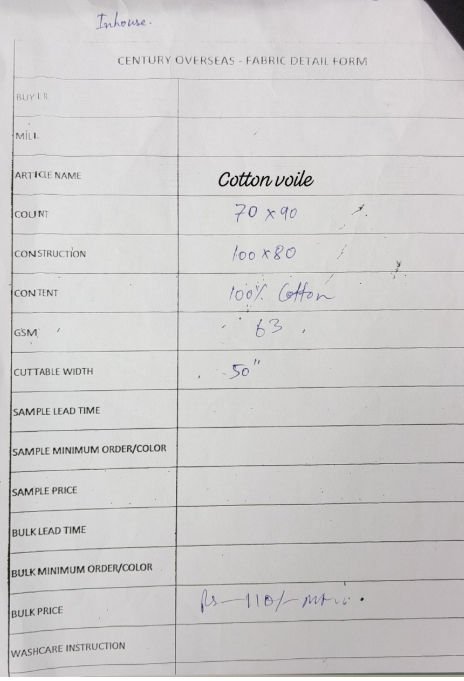 Inhouse.
CENTURY OVERSEAS - FABRIC DETAIL FORM
BUYER
MILL
ARTICLE NAME Cotton voile
COUNT 70 x 90
CONSTRUCTION 100 x 80
CONTENT 100% Cotton
GSM 63
CUTTABLE WIDTH 50"
SAMPLE LEAD TIME
SAMPLE MINIMUM ORDER/COLOR
SAMPLE PRICE
BULK LEAD TIME
BULK MINIMUM ORDER/COLOR
BULK PRICE Rs - 110/-
WASHCARE INSTRUCTION